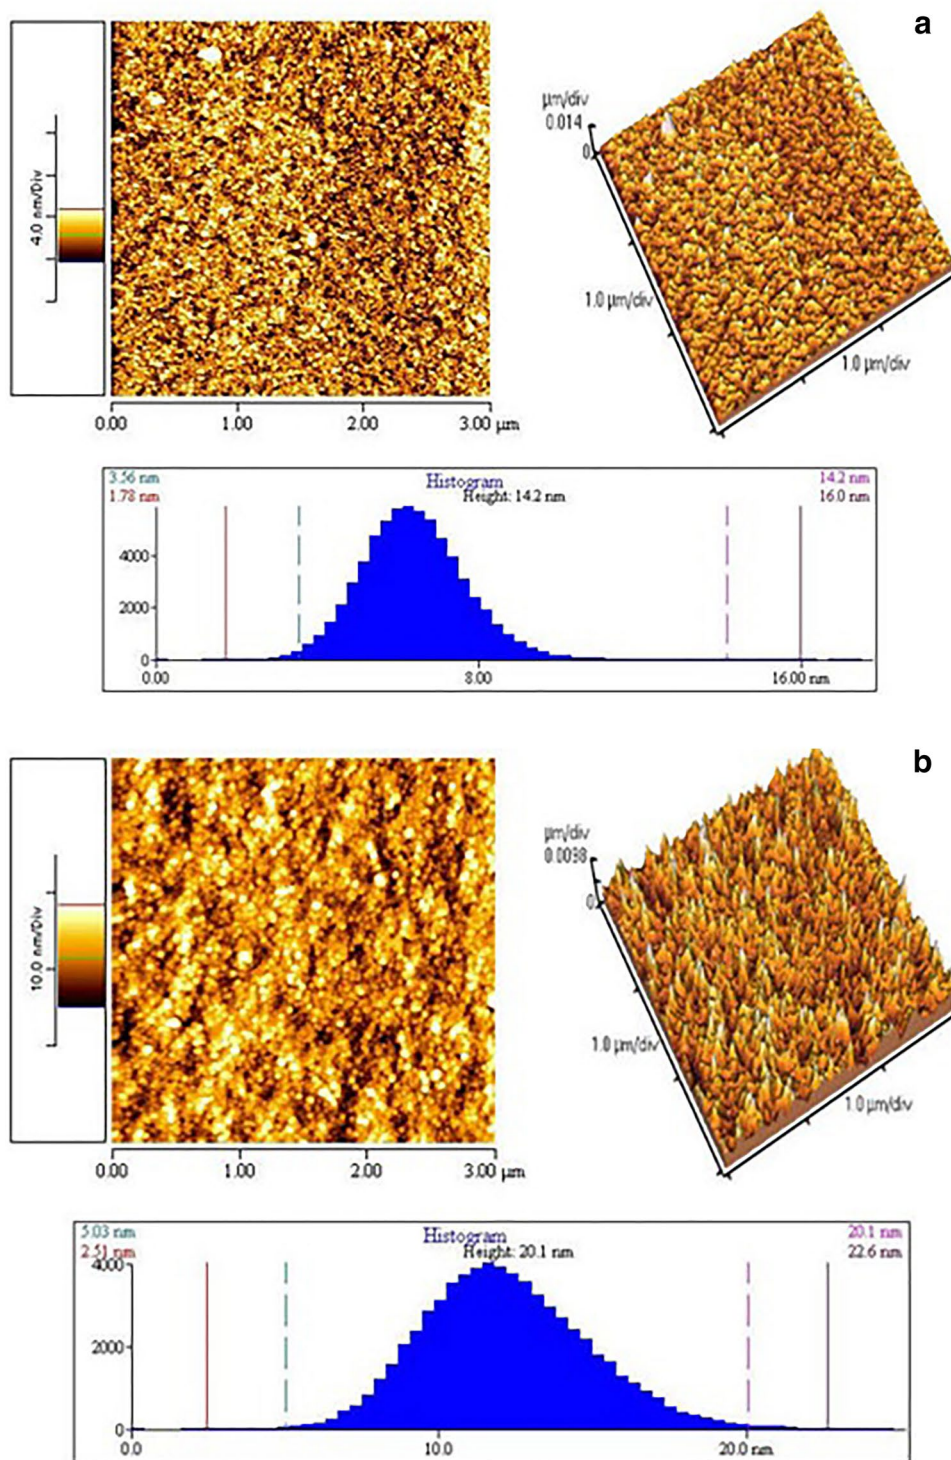 a
4.0 nm/Div
0.00 1.00 2.00 3.00 μm
μm/div
0.014
0
1.0 μm/div
1.0 μm/div
3.56 nm
1.78 nm
Histogram
Height: 14.2 nm
14.2 nm
16.0 nm
4000
2000
0
0.00 8.00 16.00 nm
b
10.0 nm/Div
0.00 1.00 2.00 3.00 μm
μm/div
0.0098
0
1.0 μm/div
1.0 μm/div
5.03 nm
2.51 nm
Histogram
Height: 20.1 nm
20.1 nm
22.6 nm
4000
2000
0
0.0 10.0 20.0 nm